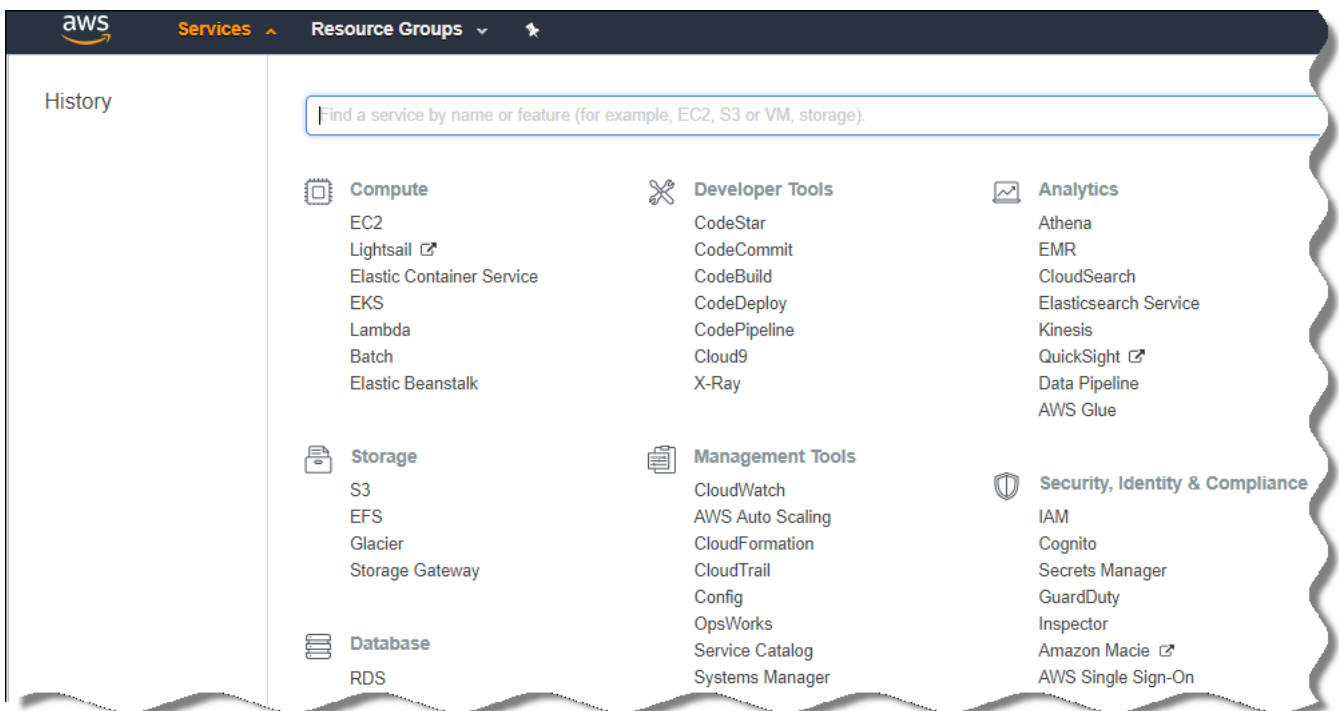 aws Services Resource Groups
History
Find a service by name or feature (for example, EC2, S3 or VM, storage).
Compute
EC2
Lightsail
Elastic Container Service
EKS
Lambda
Batch
Elastic Beanstalk
Storage
S3
EFS
Glacier
Storage Gateway
Database
RDS
Developer Tools
CodeStar
CodeCommit
CodeBuild
CodeDeploy
CodePipeline
Cloud9
X-Ray
Management Tools
CloudWatch
AWS Auto Scaling
CloudFormation
CloudTrail
Config
OpsWorks
Service Catalog
Systems Manager
Analytics
Athena
EMR
CloudSearch
Elasticsearch Service
Kinesis
QuickSight
Data Pipeline
AWS Glue
Security, Identity & Compliance
IAM
Cognito
Secrets Manager
GuardDuty
Inspector
Amazon Macie
AWS Single Sign-On